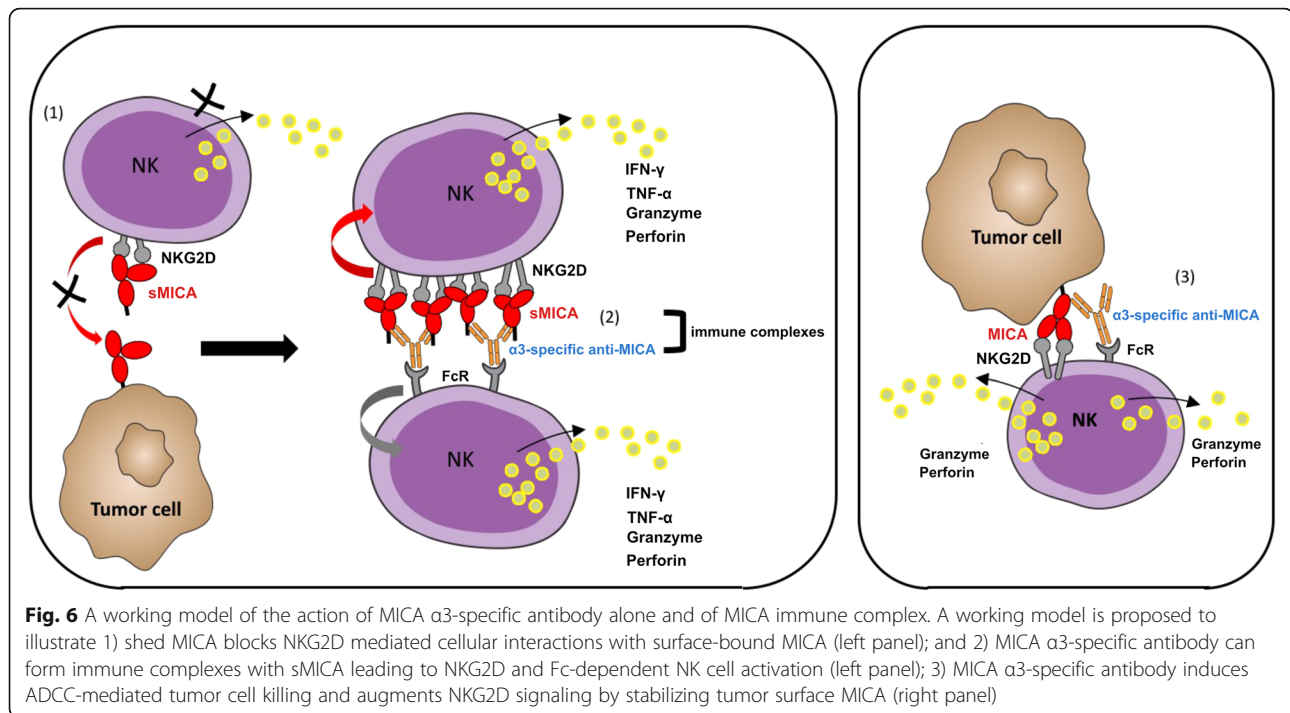 (1)
NK
NKG2D
sMICA
Tumor cell
NK
IFN-γ
TNF-α
Granzyme
Perforin
NKG2D
sMICA
(2)
immune complexes
α3-specific anti-MICA
FcR
NK
IFN-γ
TNF-α
Granzyme
Perforin
Tumor cell
(3)
α3-specific anti-MICA
MICA
NKG2D
FcR
NK
Granzyme
Perforin
Granzyme
Perforin
Fig. 6 A working model of the action of MICA α3-specific antibody alone and of MICA immune complex. A working model is proposed to
illustrate 1) shed MICA blocks NKG2D mediated cellular interactions with surface-bound MICA (left panel); and 2) MICA α3-specific antibody can
form immune complexes with sMICA leading to NKG2D and Fc-dependent NK cell activation (left panel); 3) MICA α3-specific antibody induces
ADCC-mediated tumor cell killing and augments NKG2D signaling by stabilizing tumor surface MICA (right panel)